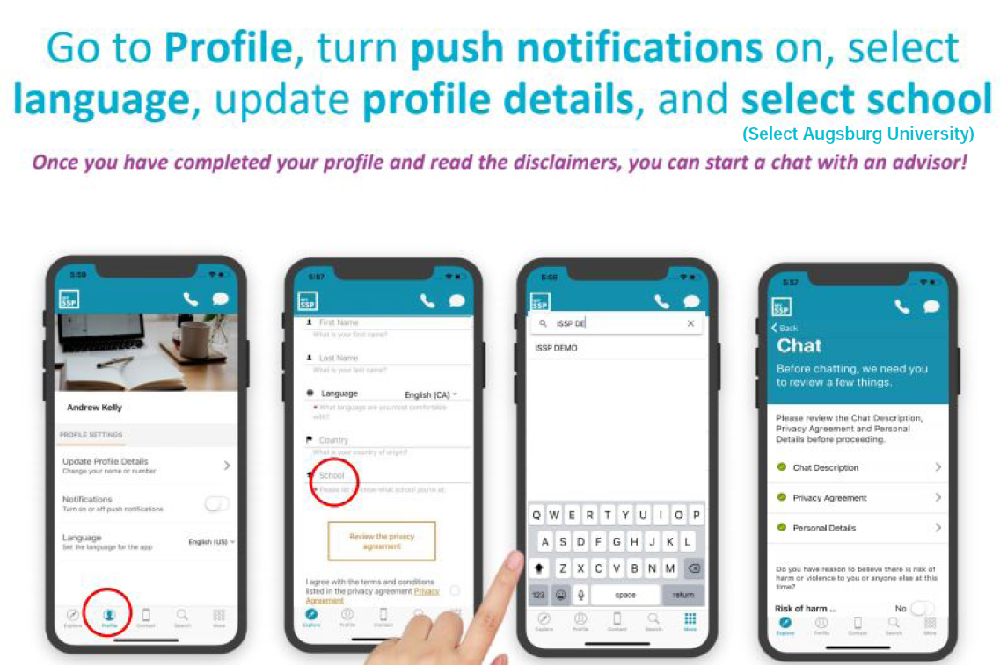 Go to Profile, turn push notifications on, select
language, update profile details, and select school
(Select Augsburg University)
Once you have completed your profile and read the disclaimers, you can start a chat with an advisor!
5:59
MY
SSP
Andrew Kelly
PROFILE SETTINGS
Update Profile Details
Change your name or number
Notifications
Turn on or off push notifications
Language
Set the language for the app
English (US)
Explore
Profile
Contact
Search
More
5:57
MY
SSP
First Name
What is your first name?
Last Name
What is your last name?
Language
English (CA)
* What language are you most comfortable
with?
Country
What is your country of origin?
School
* Please let us know what school you're at.
Review the privacy
agreement
I agree with the terms and conditions
listed in the privacy agreement Privacy
Agreement
Explore
Profile
Contact
5:58
MY
SSP
ISSP DE
ISSP DEMO
Q W E R T Y U I O P
A S D F G H J K L
Z X C V B N M
123
space
return
Explore
Profile
Contact
Search
More
5:57
MY
SSP
Back
Chat
Before chatting, we need you
to review a few things.
Please review the Chat Description,
Privacy Agreement and Personal
Details before proceeding.
Chat Description
Privacy Agreement
Personal Details
Do you have reason to believe there is risk of
harm or violence to you or anyone else at this
time?
Risk of harm ...
No
Explore
Profile
Contact
Search
More